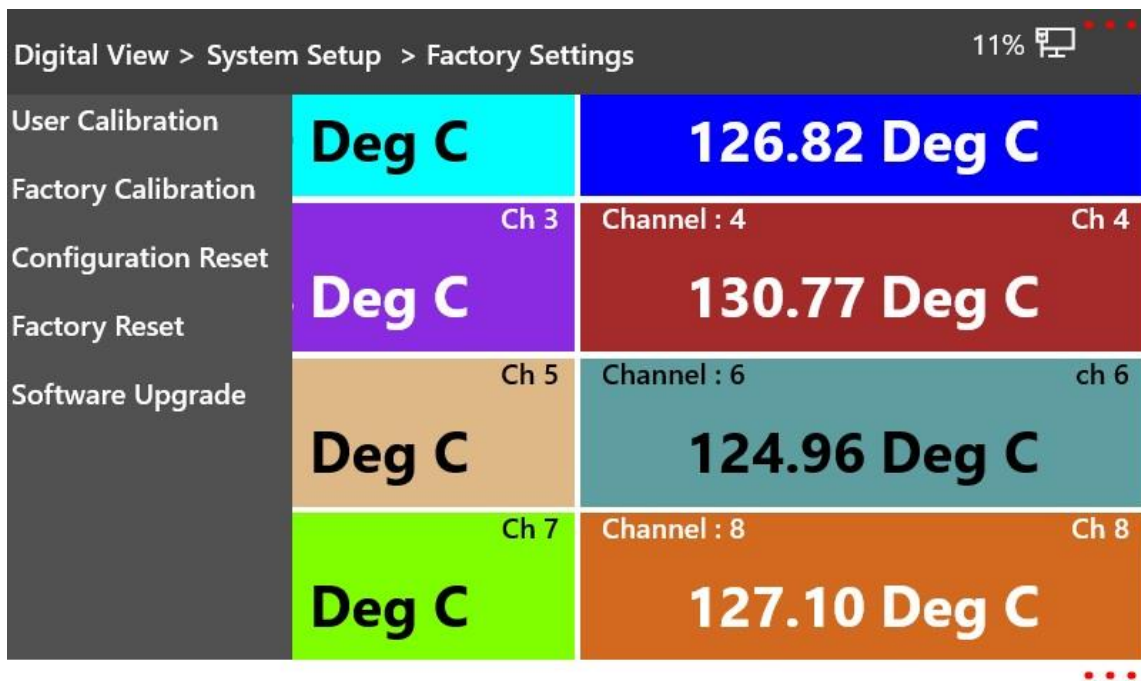 Digital View > System Setup > Factory Settings
11%
User Calibration
Factory Calibration
Configuration Reset
Factory Reset
Software Upgrade
Deg C
126.82 Deg C
Ch 3
Channel : 4
Ch 4
Deg C
130.77 Deg C
Ch 5
Channel : 6
ch 6
Deg C
124.96 Deg C
Ch 7
Channel : 8
Ch 8
Deg C
127.10 Deg C